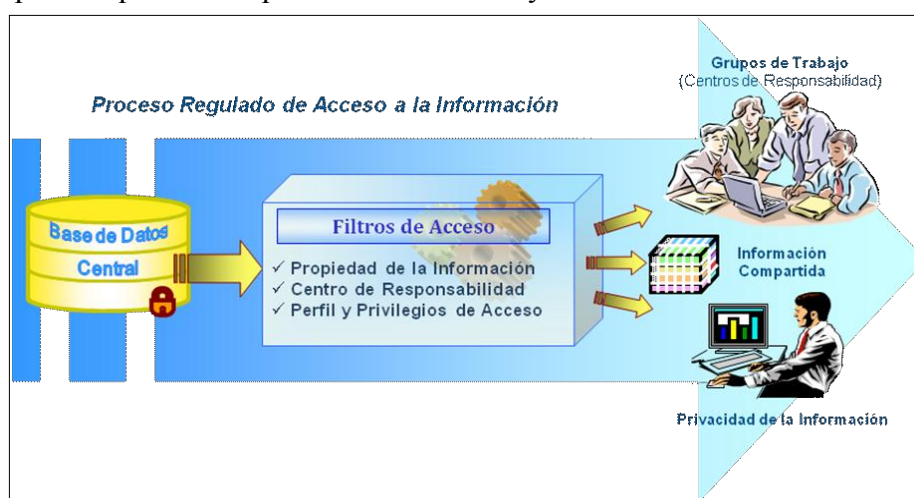 Proceso Regulado de Acceso a la Información
Base de Datos
Central
Filtros de Acceso
✓ Propiedad de la Información
✓ Centro de Responsabilidad
✓ Perfil y Privilegios de Acceso
Grupos de Trabajo
(Centros de Responsabilidad)
Información
Compartida
Privacidad de la Información